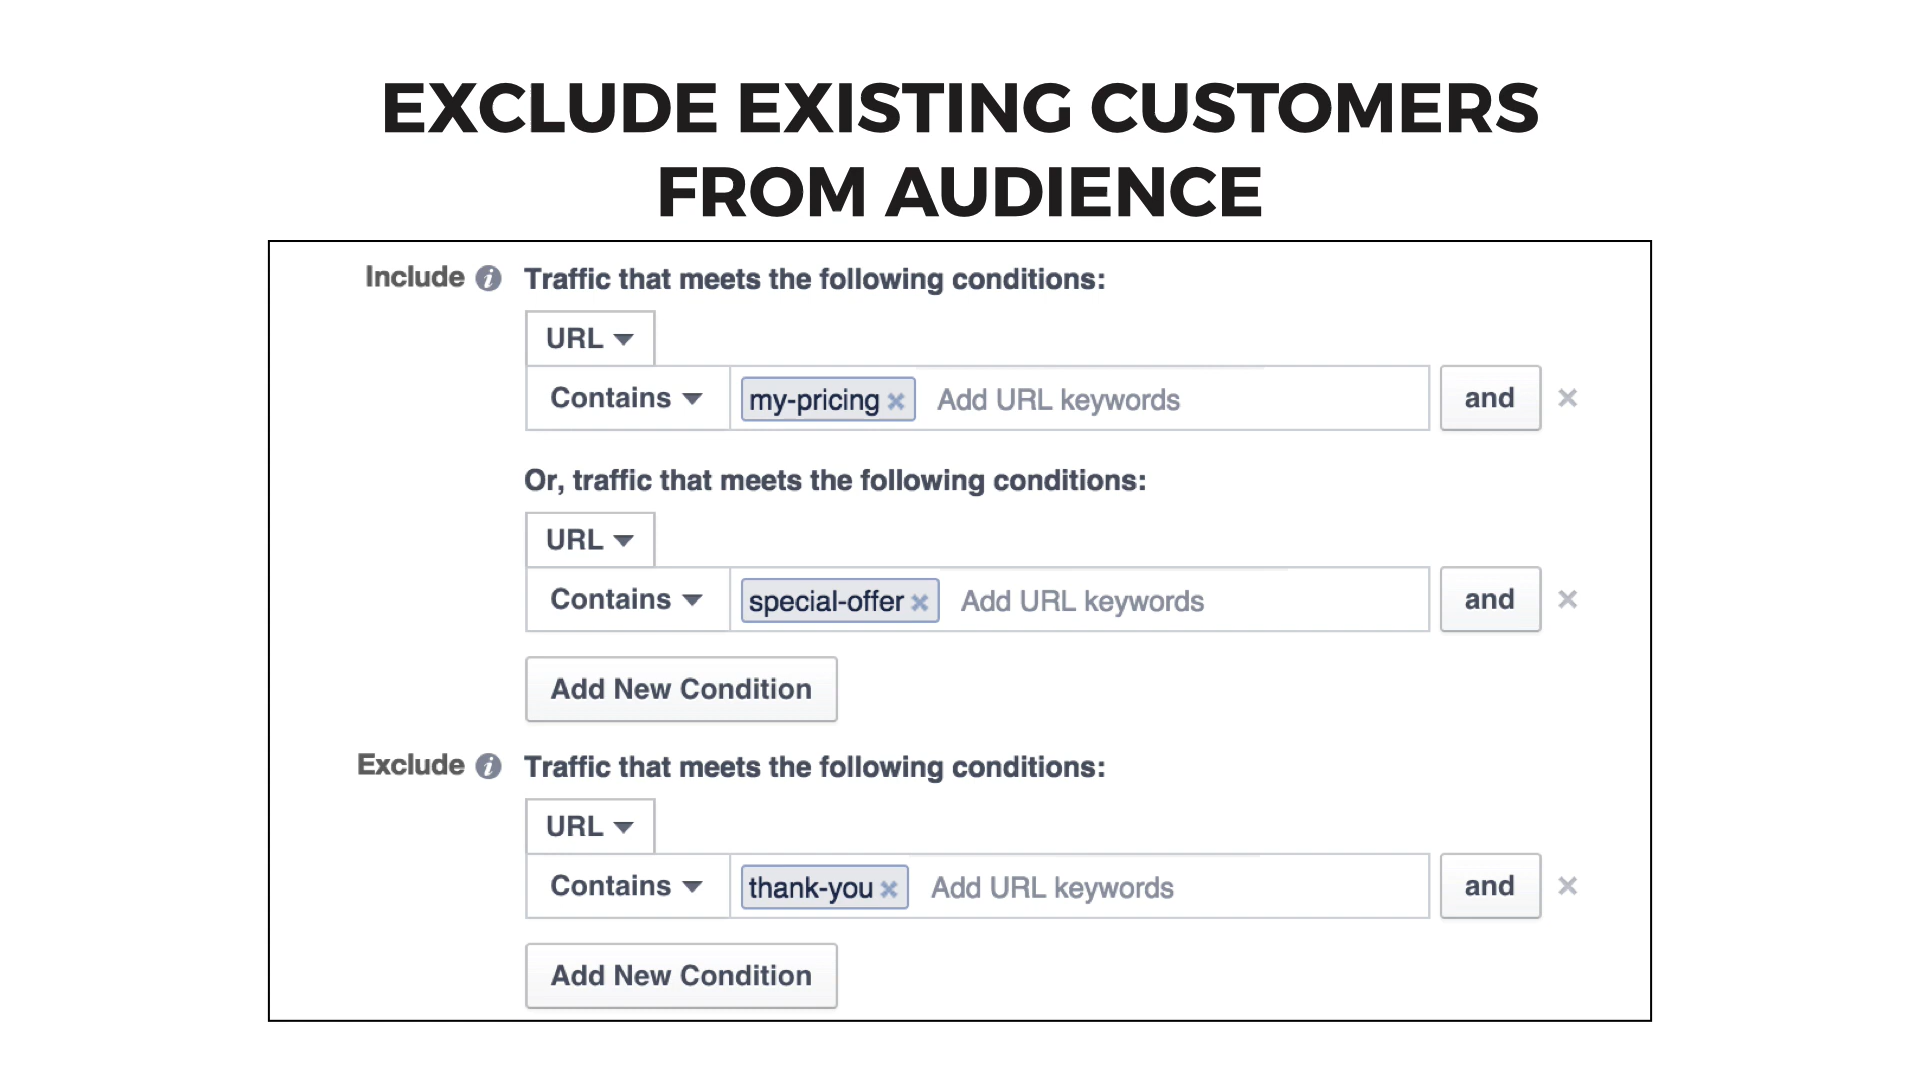 EXCLUDE EXISTING CUSTOMERS
FROM AUDIENCE
Include i Traffic that meets the following conditions:
URL
Contains my-pricing × Add URL keywords and ×
Or, traffic that meets the following conditions:
URL
Contains special-offer × Add URL keywords and ×
Add New Condition
Exclude i Traffic that meets the following conditions:
URL
Contains thank-you × Add URL keywords and ×
Add New Condition